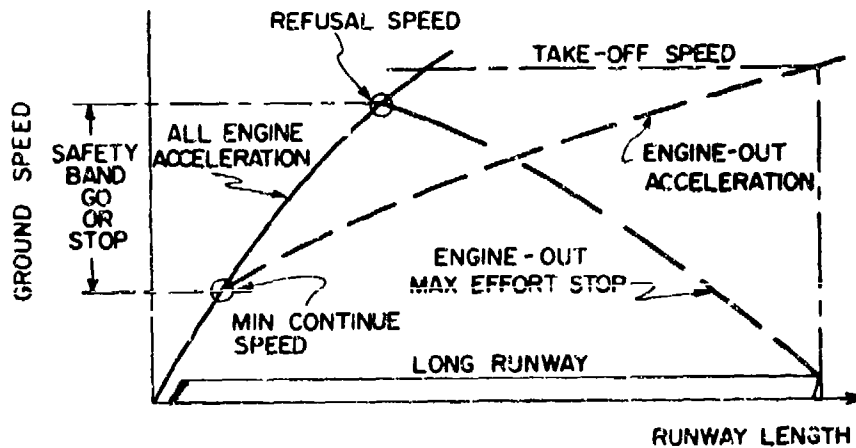 REFUSAL SPEED
TAKE-OFF SPEED
GROUND SPEED
SAFETY
BAND
GO
OR
STOP
ALL ENGINE
ACCELERATION
ENGINE-OUT
ACCELERATION
ENGINE-OUT
MAX EFFORT STOP
MIN CONTINUE
SPEED
LONG RUNWAY
RUNWAY LENGTH